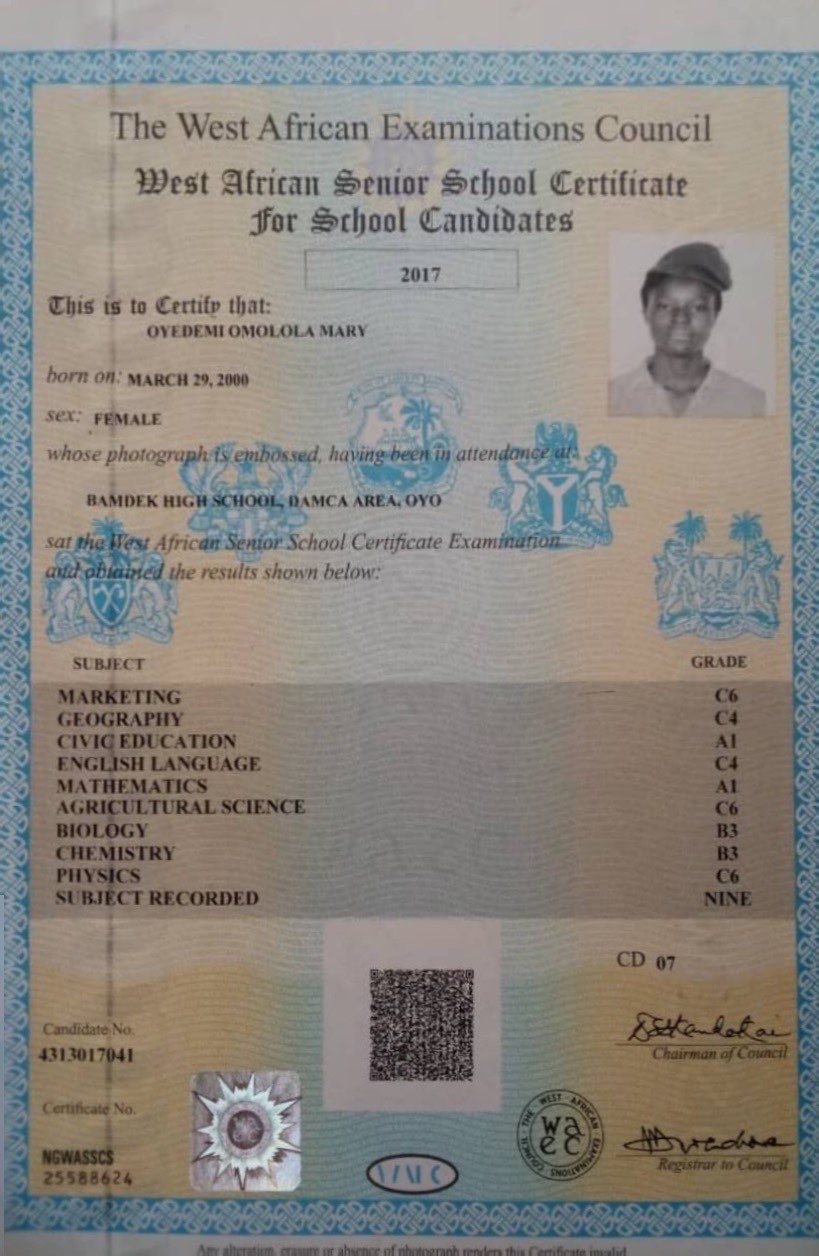 The West African Examinations Council
West African Senior School Certificate
For School Candidates
2017
This is to Certify that:
OYEDEMI OMOLOLA MARY
born on: MARCH 29, 2000
sex: FEMALE
whose photograph is embossed, having been in attendance at:
BAMDEK HIGH SCHOOL, DAMCA AREA, OYO
sat the West African Senior School Certificate Examination
and obtained the results shown below:
SUBJECT GRADE
MARKETING C6
GEOGRAPHY C4
CIVIC EDUCATION A1
ENGLISH LANGUAGE C4
MATHEMATICS A1
AGRICULTURAL SCIENCE C6
BIOLOGY B3
CHEMISTRY B3
PHYSICS C6
SUBJECT RECORDED NINE
CD 07
Candidate No.
4313017041
Chairman of Council
Certificate No.
NGWASSCS
25588624
THE WEST AFRICAN EXAMINATIONS COUNCIL
waec
Registrar to Council
Any alteration, erasure or absence of photograph renders this Certificate invalid